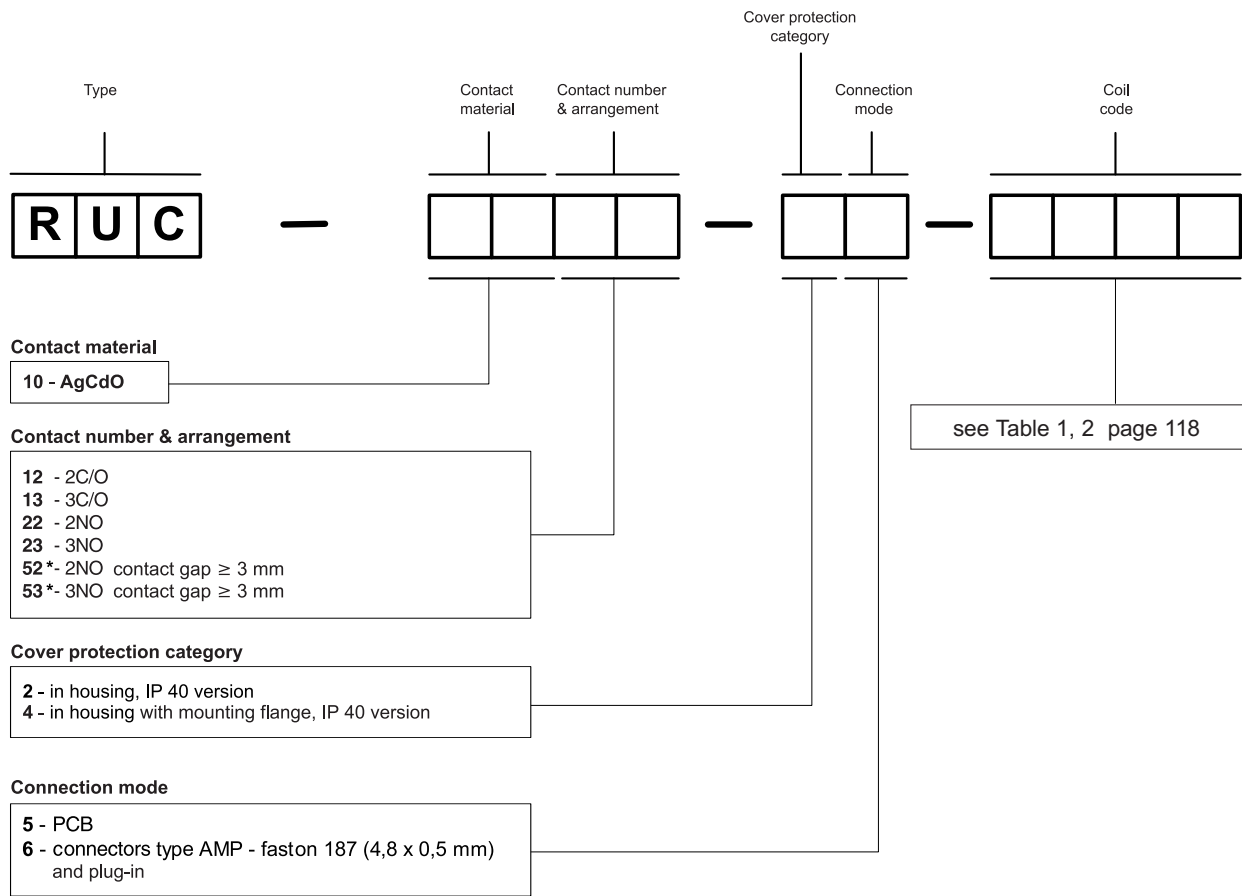 Cover protection
category
Type
Contact
material
Contact number
& arrangement
Connection
mode
Coil
code
R U C – – –
Contact material
10 - AgCdO
see Table 1, 2 page 118
Contact number & arrangement
12 - 2C/O
13 - 3C/O
22 - 2NO
23 - 3NO
52 *- 2NO contact gap ≥ 3 mm
53 *- 3NO contact gap ≥ 3 mm
Cover protection category
2 - in housing, IP 40 version
4 - in housing with mounting flange, IP 40 version
Connection mode
5 - PCB
6 - connectors type AMP - faston 187 (4,8 x 0,5 mm)
and plug-in